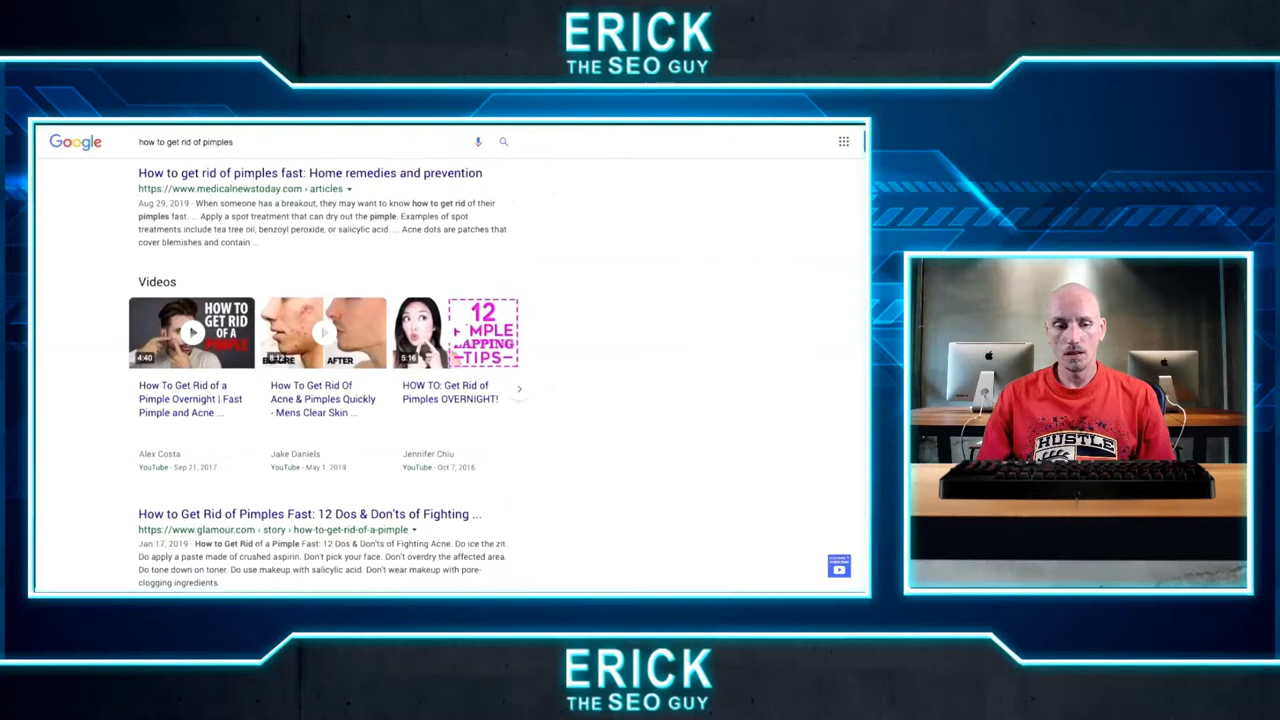 ERICK
THE SEO GUY
Google
how to get rid of pimples
How to get rid of pimples fast: Home remedies and prevention
https://www.medicalnewstoday.com › articles
Aug 29, 2019 - When someone has a breakout, they may want to know how to get rid of their
pimples fast. ... Apply a spot treatment that can dry out the pimple. Examples of spot
treatments include tea tree oil, benzoyl peroxide, or salicylic acid. ... Acne dots are patches that
cover blemishes and contain ...
Videos
HOW TO
GET RID
OF A
PIMPLE
4:40
BEFORE
AFTER
8:12
12
PIMPLE
ZAPPING
-TIPS-
5:16
How To Get Rid of a
Pimple Overnight | Fast
Pimple and Acne ...
Alex Costa
YouTube - Sep 21, 2017
How To Get Rid Of
Acne & Pimples Quickly
- Mens Clear Skin ...
Jake Daniels
YouTube - May 1, 2019
HOW TO: Get Rid of
Pimples OVERNIGHT!
Jennifer Chiu
YouTube - Oct 7, 2016
How to Get Rid of Pimples Fast: 12 Dos & Don'ts of Fighting ...
https://www.glamour.com › story › how-to-get-rid-of-a-pimple
Jan 17, 2019 - How to Get Rid of a Pimple Fast: 12 Dos & Don'ts of Fighting Acne. Do ice the zit.
Do apply a paste made of crushed aspirin. Don't pick your face. Don't overdry the affected area.
Do tone down on toner. Do use makeup with salicylic acid. Don't wear makeup with pore-
clogging ingredients.
HUSTLE
ERICK
THE SEO GUY